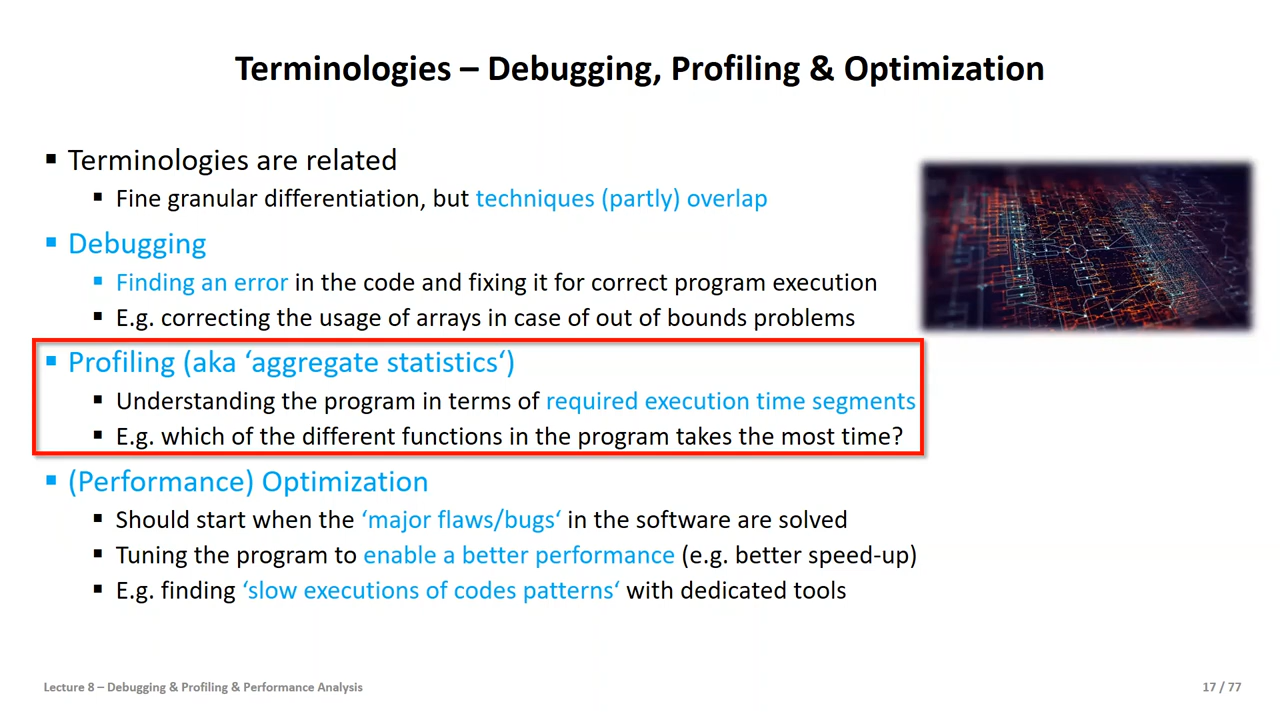 Terminologies – Debugging, Profiling & Optimization
▪ Terminologies are related
▪ Fine granular differentiation, but techniques (partly) overlap
▪ Debugging
▪ Finding an error in the code and fixing it for correct program execution
▪ E.g. correcting the usage of arrays in case of out of bounds problems
▪ Profiling (aka ‘aggregate statistics‘)
▪ Understanding the program in terms of required execution time segments
▪ E.g. which of the different functions in the program takes the most time?
▪ (Performance) Optimization
▪ Should start when the ‘major flaws/bugs‘ in the software are solved
▪ Tuning the program to enable a better performance (e.g. better speed-up)
▪ E.g. finding ‘slow executions of codes patterns‘ with dedicated tools
Lecture 8 – Debugging & Profiling & Performance Analysis
17 / 77